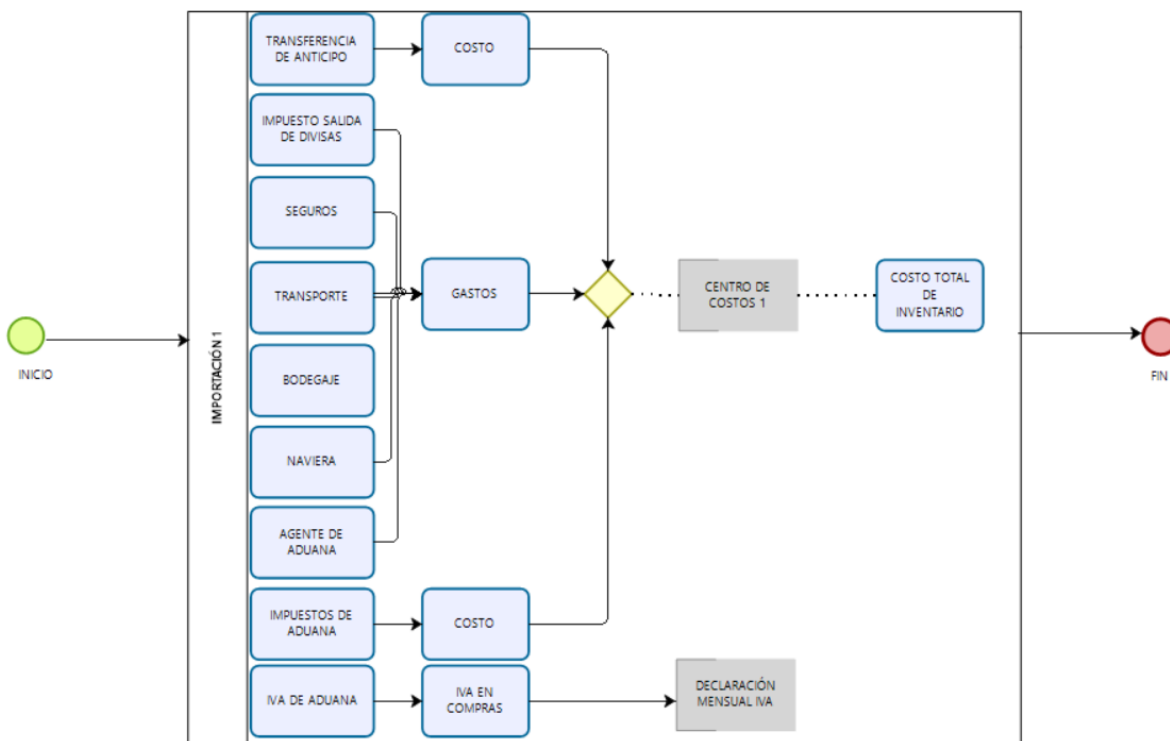 TRANSFERENCIA
DE ANTICIPO
COSTO
IMPUESTO SALIDA
DE DIVISAS
SEGUROS
TRANSPORTE
GASTOS
CENTRO DE
COSTOS 1
COSTO TOTAL
DE
INVENTARIO
INICIO
IMPORTACIÓN 1
FIN
BODEGAJE
NAVIERA
AGENTE DE
ADUANA
IMPUESTOS DE
ADUANA
COSTO
IVA DE ADUANA
IVA EN
COMPRAS
DECLARACIÓN
MENSUAL IVA